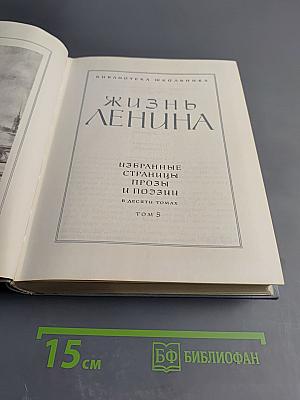 БИБЛИОТЕКА ШКОЛЬНИКА
ЖИЗНЬ
ЛЕНИНА
ИЗБРАННЫЕ
СТРАНИЦЫ
ПРОЗЫ
И ПОЭЗИИ
В ДЕСЯТИ ТОМАХ
ТОМ 5
15 см
БФ БИБЛИОФАН